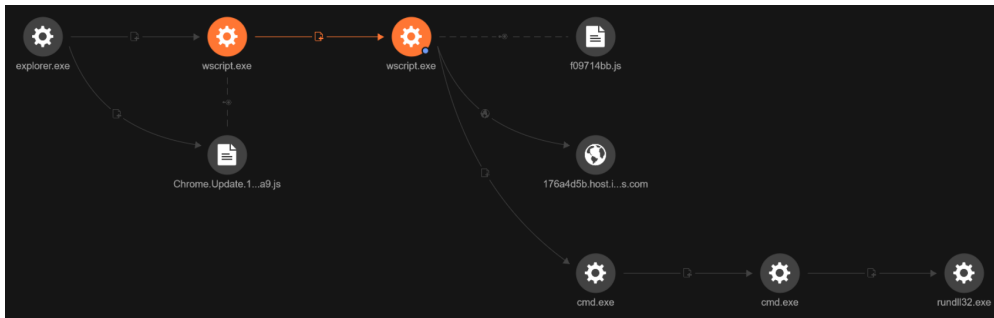 explorer.exe
wscript.exe
wscript.exe
f09714bb.js
Chrome.Update.1...a9.js
176a4d5b.host.i...s.com
cmd.exe
cmd.exe
rundll32.exe